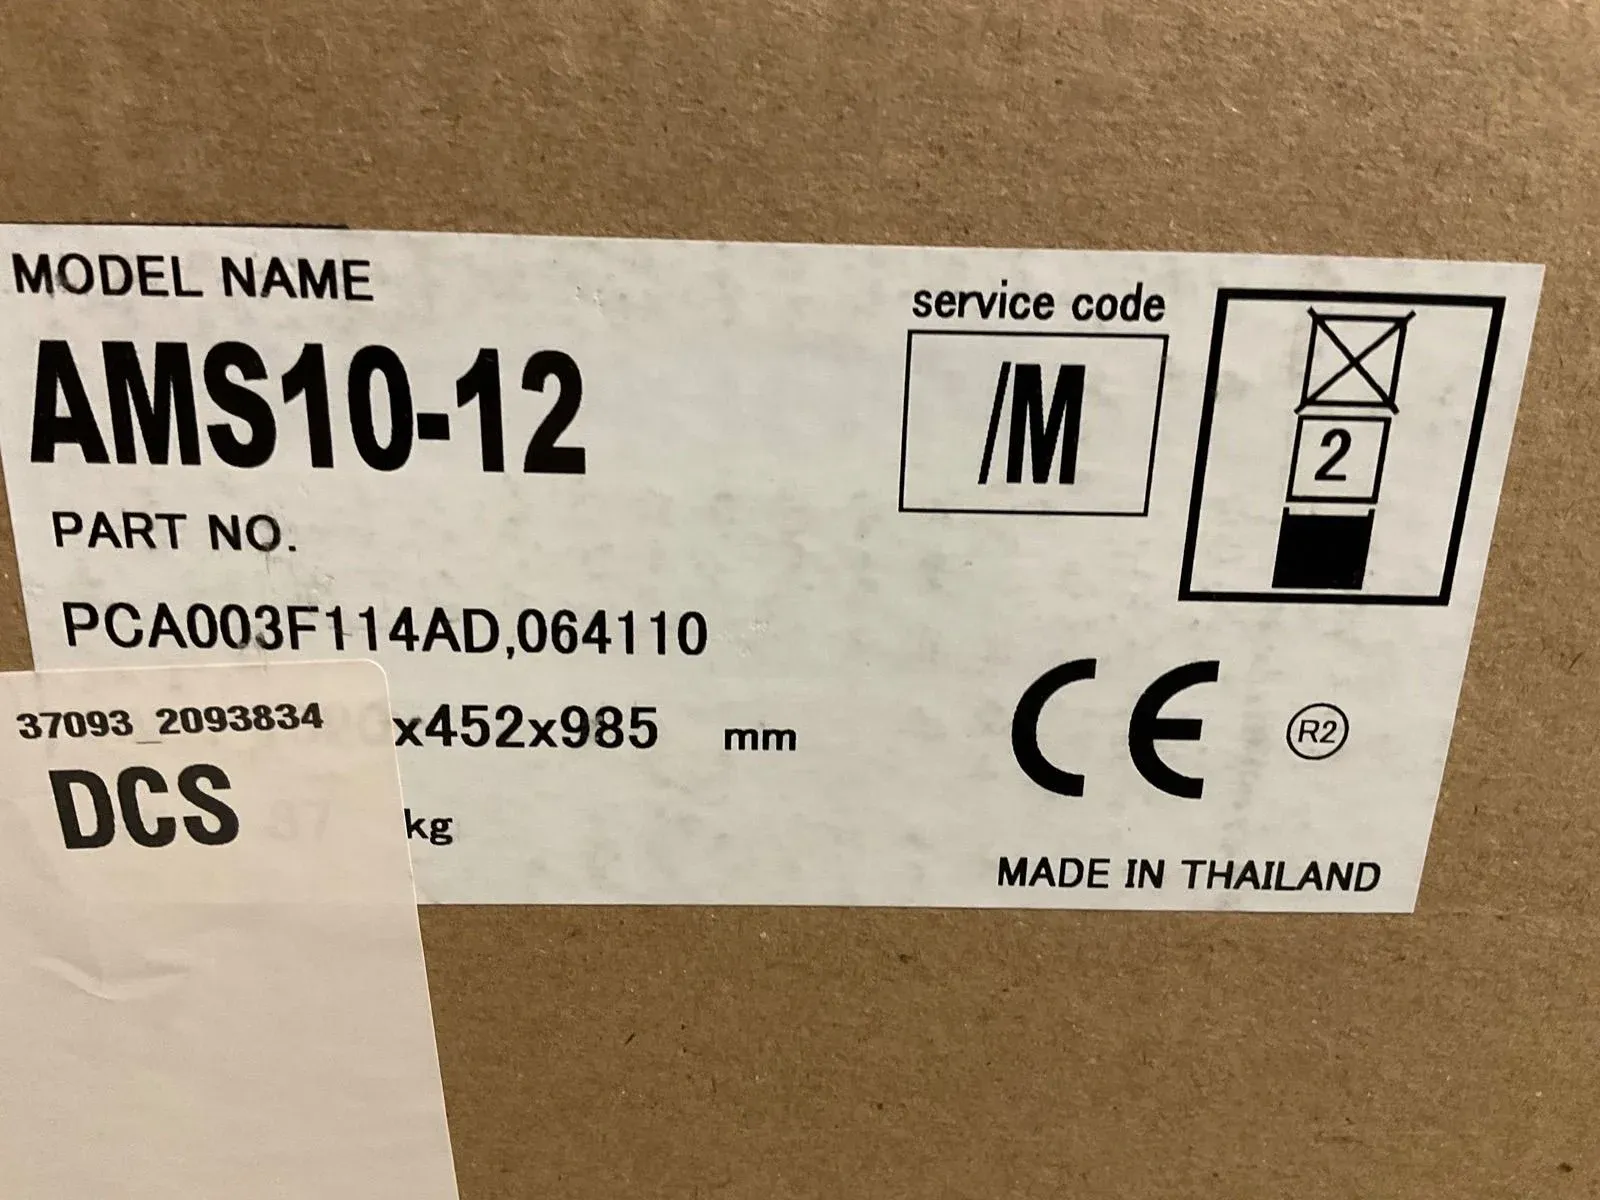 MODEL NAME
AMS10-12
service code
/M
2
PART NO.
PCA003F114AD,064110
37093_2093834
x452x985 mm
DCS
kg
CE
R2
MADE IN THAILAND